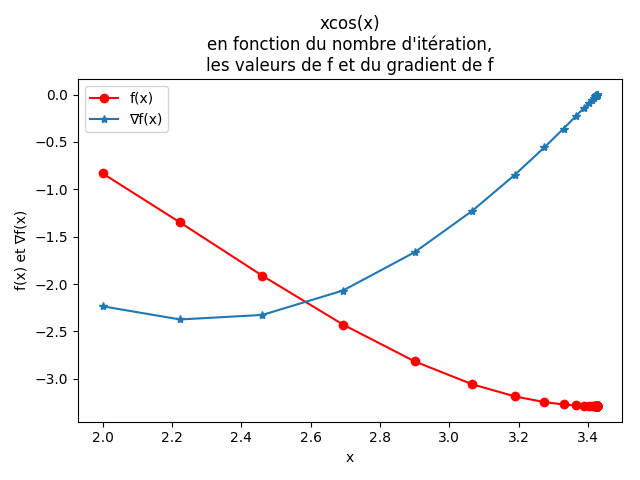 xcos(x)
en fonction du nombre d'itération,
les valeurs de f et du gradient de f
f(x)
∇f(x)
0.0
−0.5
−1.0
−1.5
−2.0
−2.5
−3.0
f(x) et ∇f(x)
2.0 2.2 2.4 2.6 2.8 3.0 3.2 3.4
x